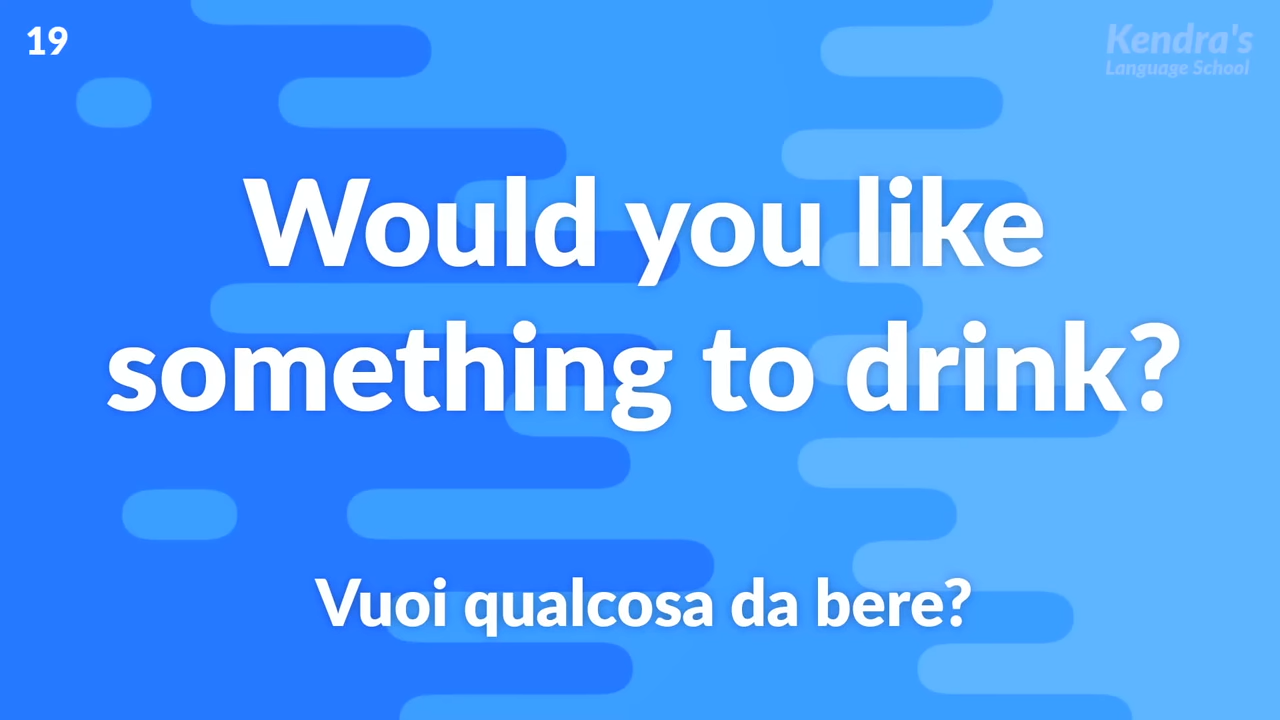 19
Kendra's
Language School
Would you like
something to drink?
Vuoi qualcosa da bere?